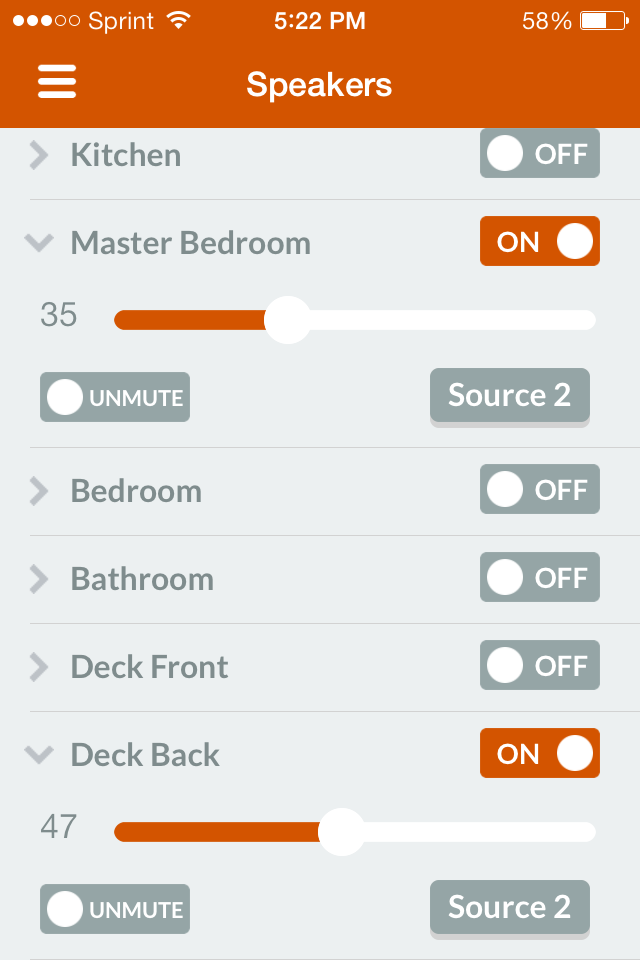 Sprint 5:22 PM 58%
Speakers
Kitchen OFF
Master Bedroom ON
35
UNMUTE Source 2
Bedroom OFF
Bathroom OFF
Deck Front OFF
Deck Back ON
47
UNMUTE Source 2